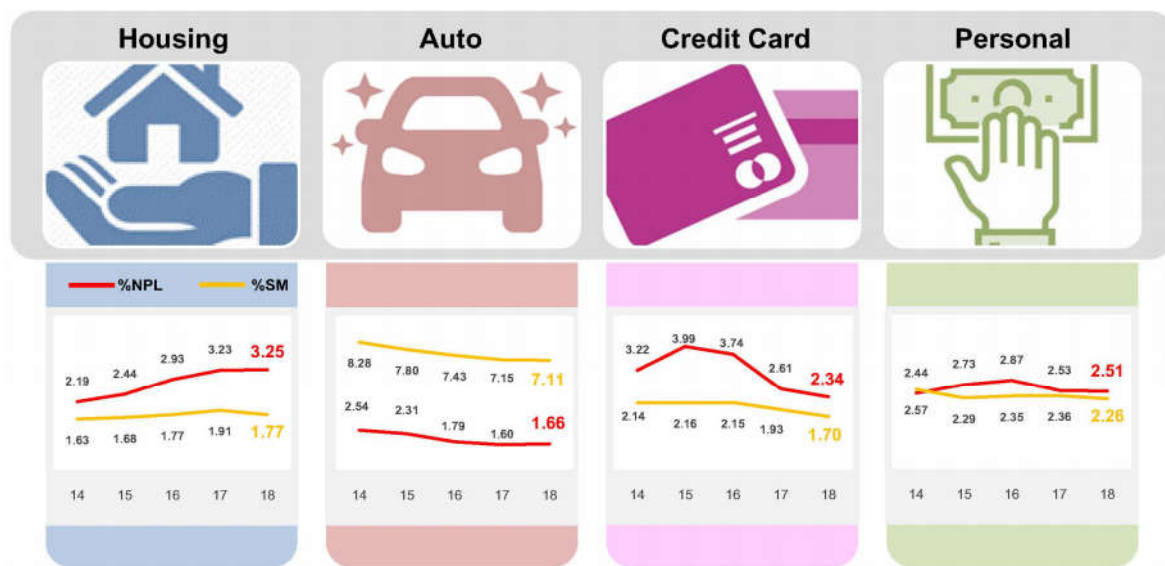 Housing Auto Credit Card Personal
%NPL %SM
2.19 2.44 2.93 3.23 3.25
1.63 1.68 1.77 1.91 1.77
14 15 16 17 18
8.28 7.80 7.43 7.15 7.11
2.54 2.31 1.79 1.60 1.66
14 15 16 17 18
3.22 3.99 3.74 2.61 2.34
2.14 2.16 2.15 1.93 1.70
14 15 16 17 18
2.44 2.73 2.87 2.53 2.51
2.57 2.29 2.35 2.36 2.26
14 15 16 17 18